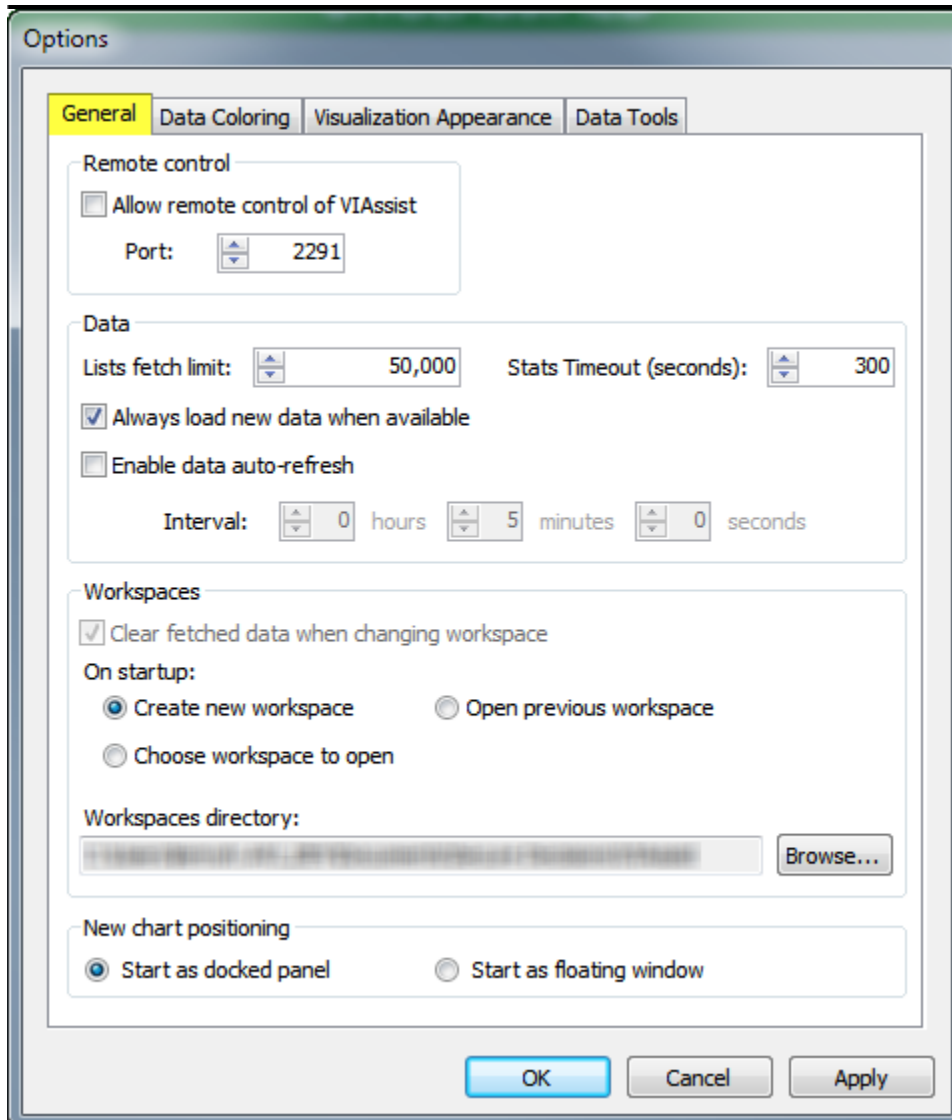 Options
General Data Coloring Visualization Appearance Data Tools
Remote control
Allow remote control of VIAssist
Port: 2291
Data
Lists fetch limit: 50,000 Stats Timeout (seconds): 300
Always load new data when available
Enable data auto-refresh
Interval: 0 hours 5 minutes 0 seconds
Workspaces
Clear fetched data when changing workspace
On startup:
Create new workspace Open previous workspace
Choose workspace to open
Workspaces directory:
Browse...
New chart positioning
Start as docked panel Start as floating window
OK Cancel Apply